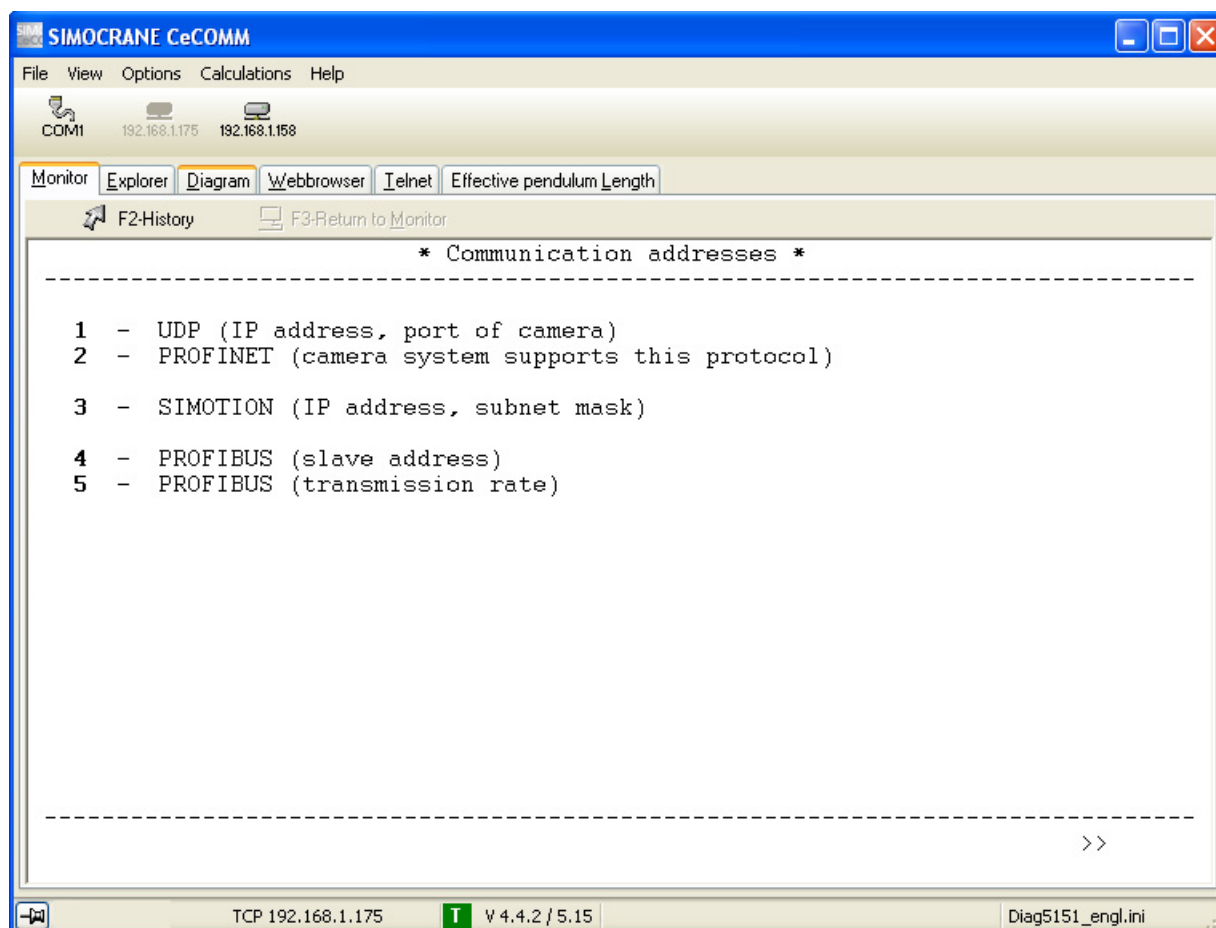 SIMOCRANE CeCOMM
File View Options Calculations Help
COM1 192.168.1.175 192.168.1.158
Monitor Explorer Diagram Webbrowser Telnet Effective pendulum Length
F2-History F3-Return to Monitor
* Communication addresses *
--------------------------------------------------------------------------------
1 - UDP (IP address, port of camera)
2 - PROFINET (camera system supports this protocol)
3 - SIMOTION (IP address, subnet mask)
4 - PROFIBUS (slave address)
5 - PROFIBUS (transmission rate)
--------------------------------------------------------------------------------
>>
TCP 192.168.1.175 T V 4.4.2 / 5.15 Diag5151_engl.ini